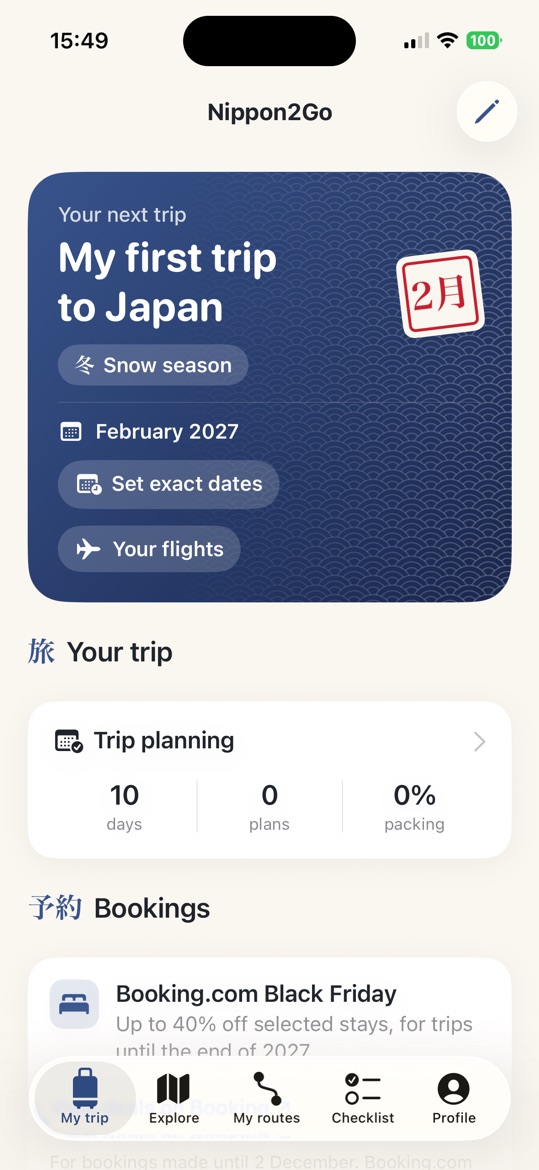 15:49
100
Nippon2Go
Your next trip
My first trip
to Japan
2月
冬 Snow season
February 2027
Set exact dates
Your flights
旅 Your trip
Trip planning
10
days
0
plans
0%
packing
予約 Bookings
Booking.com Black Friday
Up to 40% off selected stays, for trips
until the end of 2027
My trip
Explore
My routes
Checklist
Profile
For bookings made until 2 December. Booking.com